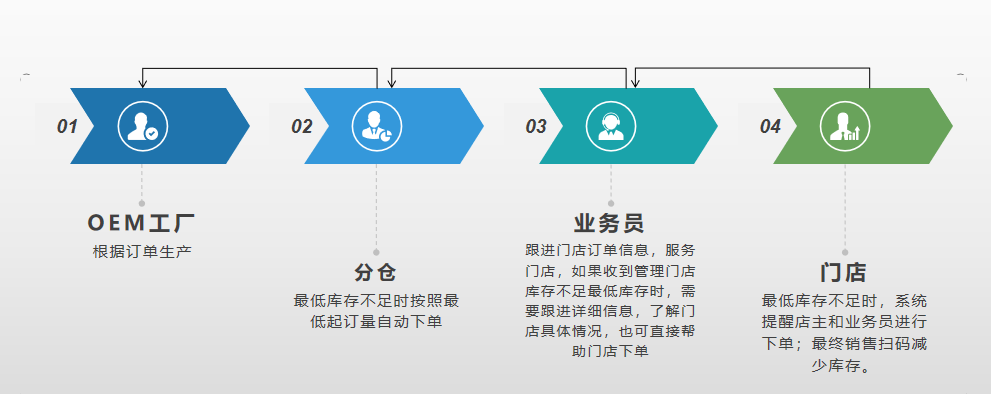 01
02
03
04
OEM工厂
根据订单生产
分仓
最低库存不足时按照最
低起订量自动下单
业务员
跟进门店订单信息，服务
门店，如果收到管理门店
库存不足最低库存时，需
要跟进详细信息，了解门
店具体情况，也可直接帮
助门店下单
门店
最低库存不足时，系统
提醒店主和业务员进行
下单；最终销售扫码减
少库存。